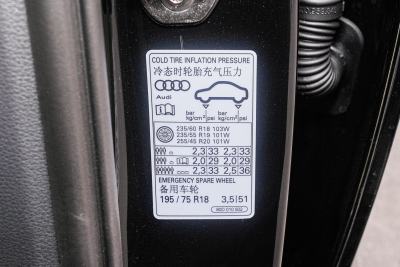 COLD TIRE INFLATION PRESSURE
冷态时轮胎充气压力
Audi
bar psi bar psi
kg/cm² kg/cm²
235/60 R18 103W
235/55 R19 101W
255/45 R20 101W
2,3 33 2,3 33
2,0 29 2,0 29
2,3 33 2,5 36
EMERGENCY SPARE WHEEL
备用车轮
195 / 75 R18 3,5 51